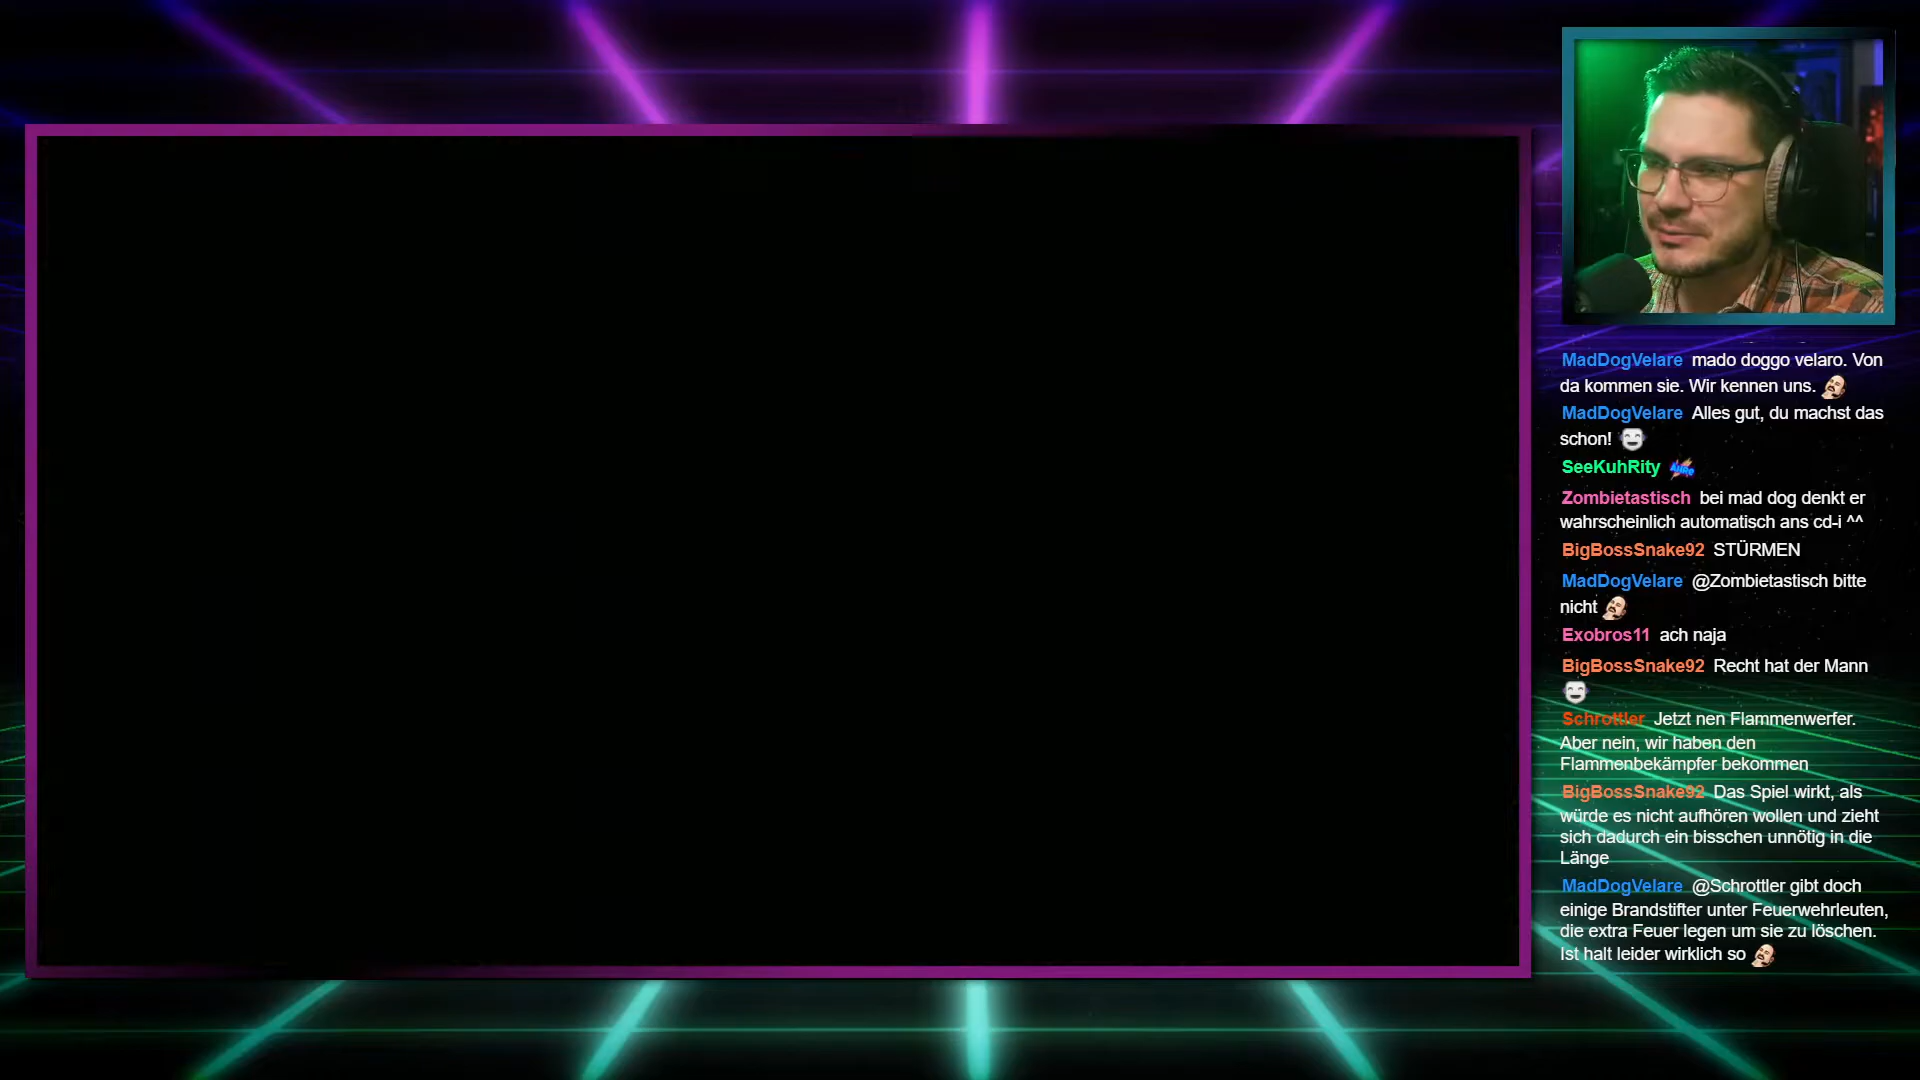 MadDogVelare mado doggo velaro. Von
da kommen sie. Wir kennen uns.
MadDogVelare Alles gut, du machst das
schon!
SeeKuhRity
Zombietastisch bei mad dog denkt er
wahrscheinlich automatisch ans cd-i ^^
BigBossSnake92 STÜRMEN
MadDogVelare @Zombietastisch bitte
nicht
Exobros11 ach naja
BigBossSnake92 Recht hat der Mann
Schrottler Jetzt nen Flammenwerfer.
Aber nein, wir haben den
Flammenbekämpfer bekommen
BigBossSnake92 Das Spiel wirkt, als
würde es nicht aufhören wollen und zieht
sich dadurch ein bisschen unnötig in die
Länge
MadDogVelare @Schrottler gibt doch
einige Brandstifter unter Feuerwehrleuten,
die extra Feuer legen um sie zu löschen.
Ist halt leider wirklich so